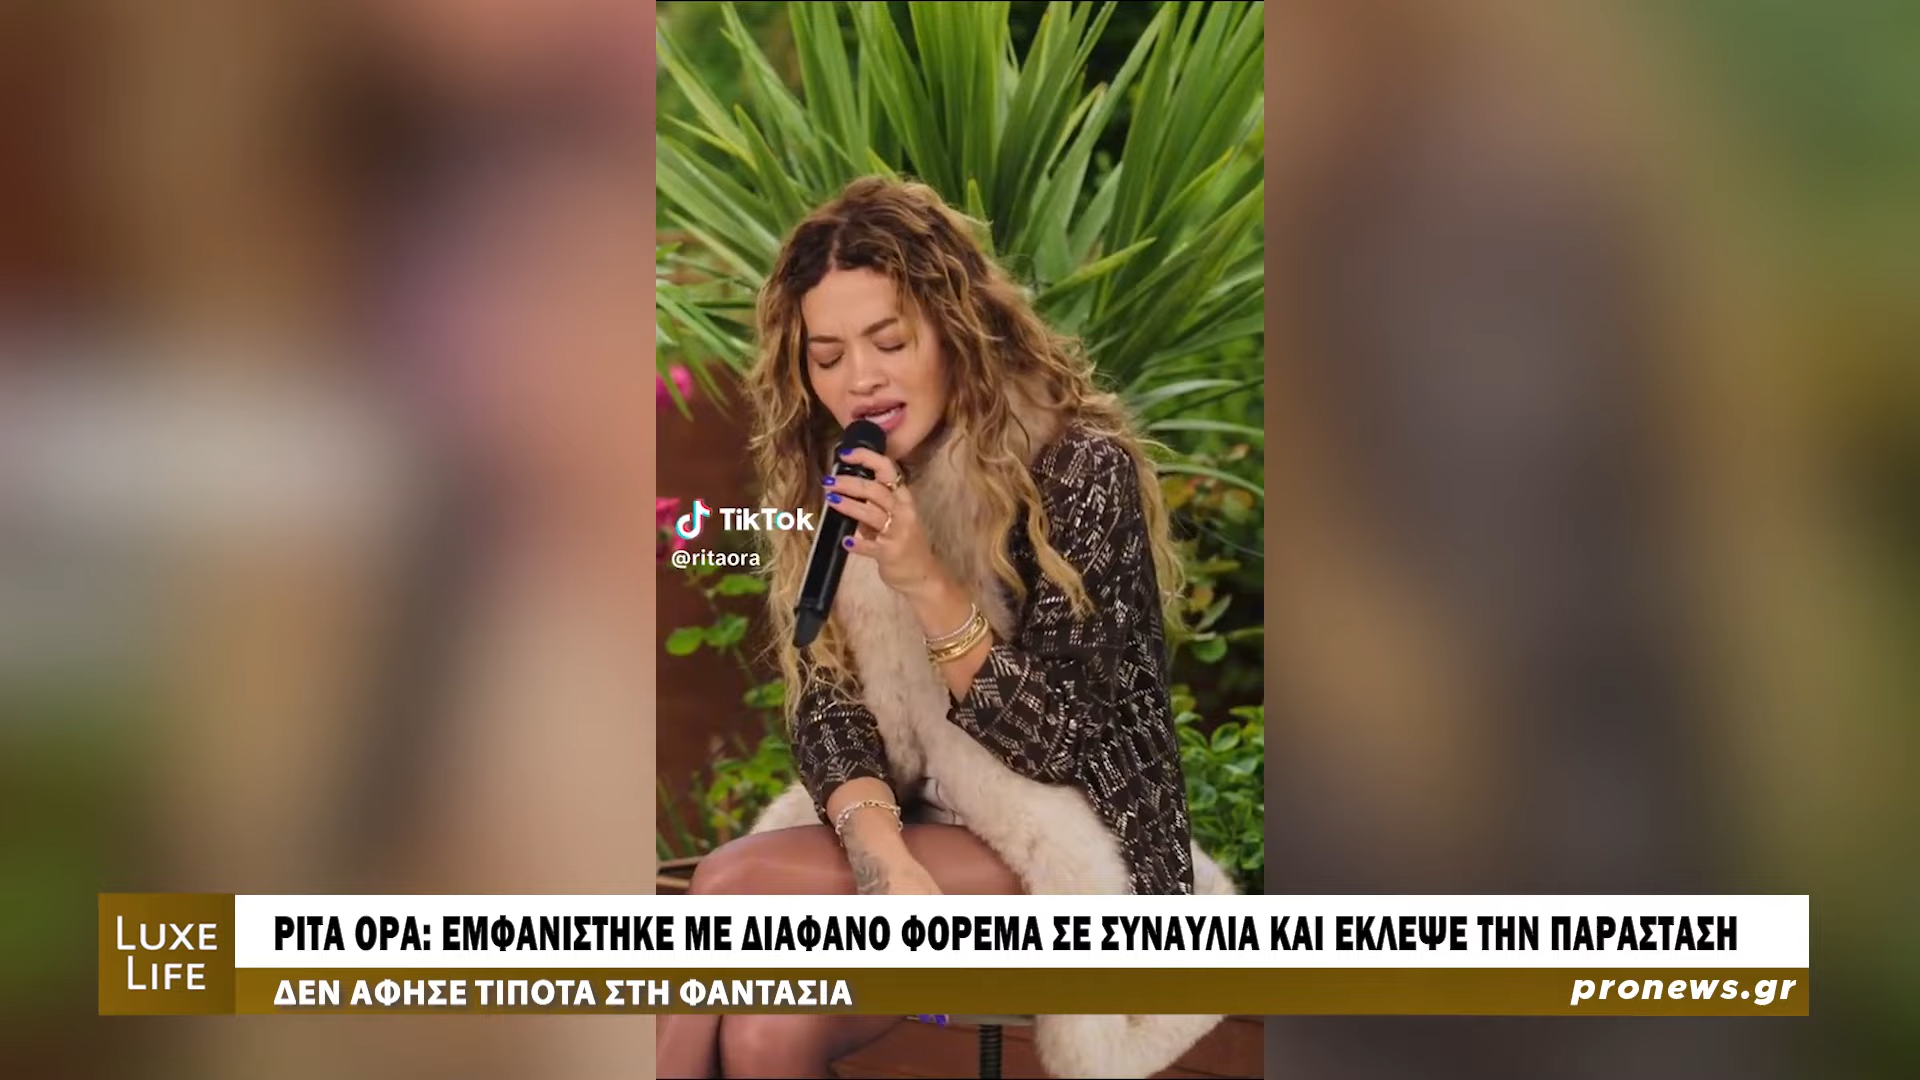 TikTok
@ritaora
LUXE
LIFE
ΡΙΤΑ ΟΡΑ: ΕΜΦΑΝΙΣΤΗΚΕ ΜΕ ΔΙΑΦΑΝΟ ΦΟΡΕΜΑ ΣΕ ΣΥΝΑΥΛΙΑ ΚΑΙ ΕΚΛΕΨΕ ΤΗΝ ΠΑΡΑΣΤΑΣΗ
ΔΕΝ ΑΦΗΣΕ ΤΙΠΟΤΑ ΣΤΗ ΦΑΝΤΑΣΙΑ
pronews.gr